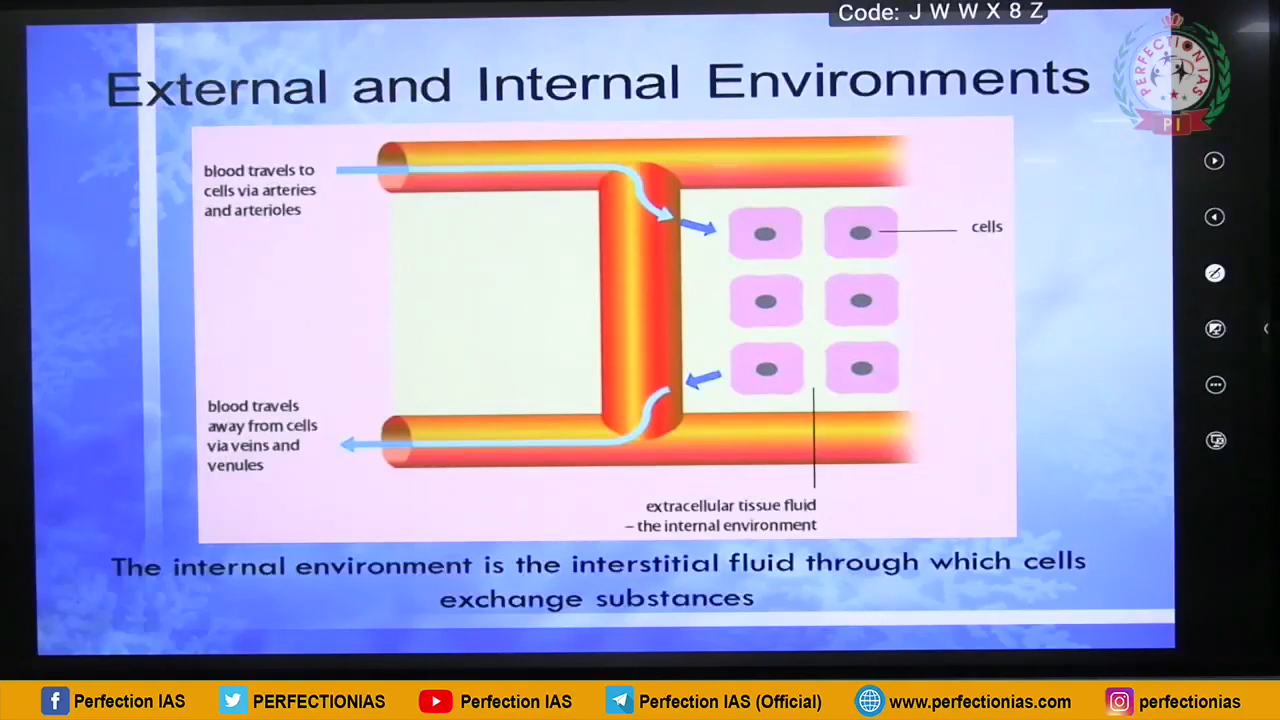 Code: J W W X 8 Z
PERFECTION IAS
PI
External and Internal Environments
blood travels to
cells via arteries
and arterioles
cells
blood travels
away from cells
via veins and
venules
extracellular tissue fluid
– the internal environment
The internal environment is the interstitial fluid through which cells
exchange substances
Perfection IAS
PERFECTIONIAS
Perfection IAS
Perfection IAS (Official)
www.perfectionias.com
perfectionias